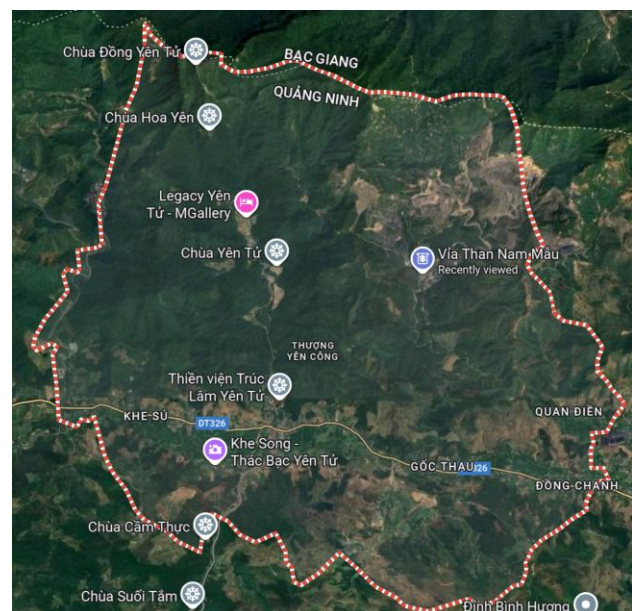 Chùa Đồng Yên Tử
BẮC GIANG
QUẢNG NINH
Chùa Hoa Yên
Legacy Yên
Tử - MGallery
Chùa Yên Tử
Vỉa Than Nam Mẫu
Recently viewed
THƯỢNG
YÊN CÔNG
Thiền viện Trúc
Lâm Yên Tử
KHE SÚ
DT326
QUAN ĐIỀN
Khe Song -
Thác Bạc Yên Tử
GỐC THAU
26
ĐỒNG CHANH
Chùa Cầm Thực
Chùa Suối Tắm
Đình Bình Hương